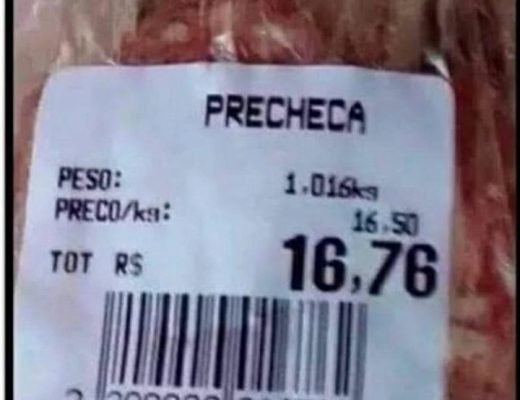 PRECHECA
PESO: 1.016kg
PRECO/kg: 16,50
TOT R$ 16,76